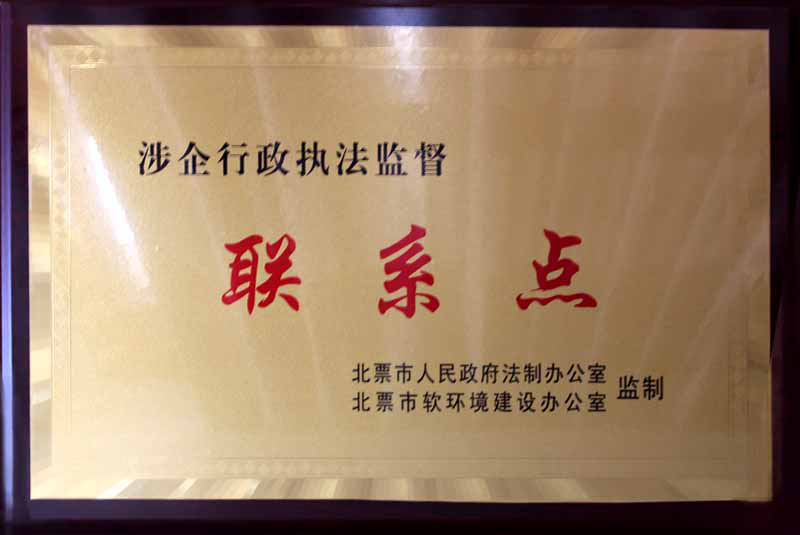 涉企行政执法监督
联系点
北票市人民政府法制办公室
北票市软环境建设办公室
监制